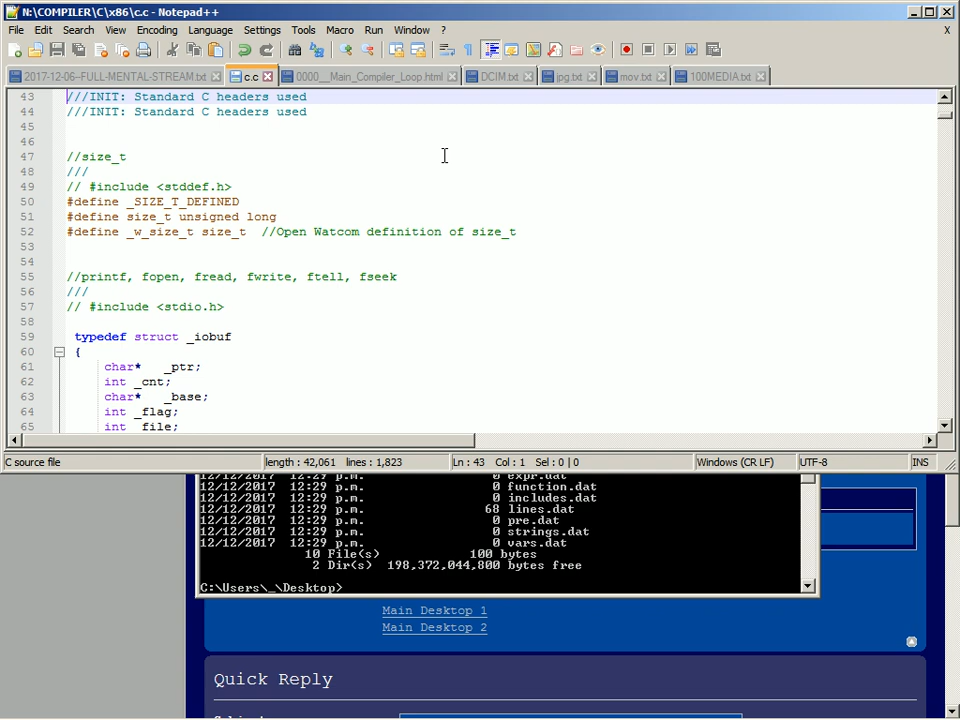 N:\COMPILER\C\x86\c.c - Notepad++
File Edit Search View Encoding Language Settings Tools Macro Run Window ? X
2017-12-06--FULL-MENTAL-STREAM.txt c.c 0000__Main_Compiler_Loop.html DCIM.txt jpg.txt mov.txt 100MEDIA.txt
43 ///INIT: Standard C headers used
44 ///INIT: Standard C headers used
45
46
47 //size_t
48 ///
49 // #include <stddef.h>
50 #define _SIZE_T_DEFINED
51 #define size_t unsigned long
52 #define _w_size_t size_t //Open Watcom definition of size_t
53
54
55 //printf, fopen, fread, fwrite, ftell, fseek
56 ///
57 // #include <stdio.h>
58
59 typedef struct _iobuf
60 {
61 char* _ptr;
62 int _cnt;
63 char* _base;
64 int _flag;
65 int _file;
C source file length : 42,061 lines : 1,823 Ln : 43 Col : 1 Sel : 0 | 0 Windows (CR LF) UTF-8 INS
12/12/2017 12:29 p.m. 0 expr.dat
12/12/2017 12:29 p.m. 0 function.dat
12/12/2017 12:29 p.m. 0 includes.dat
12/12/2017 12:29 p.m. 68 lines.dat
12/12/2017 12:29 p.m. 0 pre.dat
12/12/2017 12:29 p.m. 0 strings.dat
12/12/2017 12:29 p.m. 0 vars.dat
10 File(s) 100 bytes
2 Dir(s) 198,372,044,800 bytes free
C:\Users\_\Desktop>
Main Desktop 1
Main Desktop 2
Quick Reply